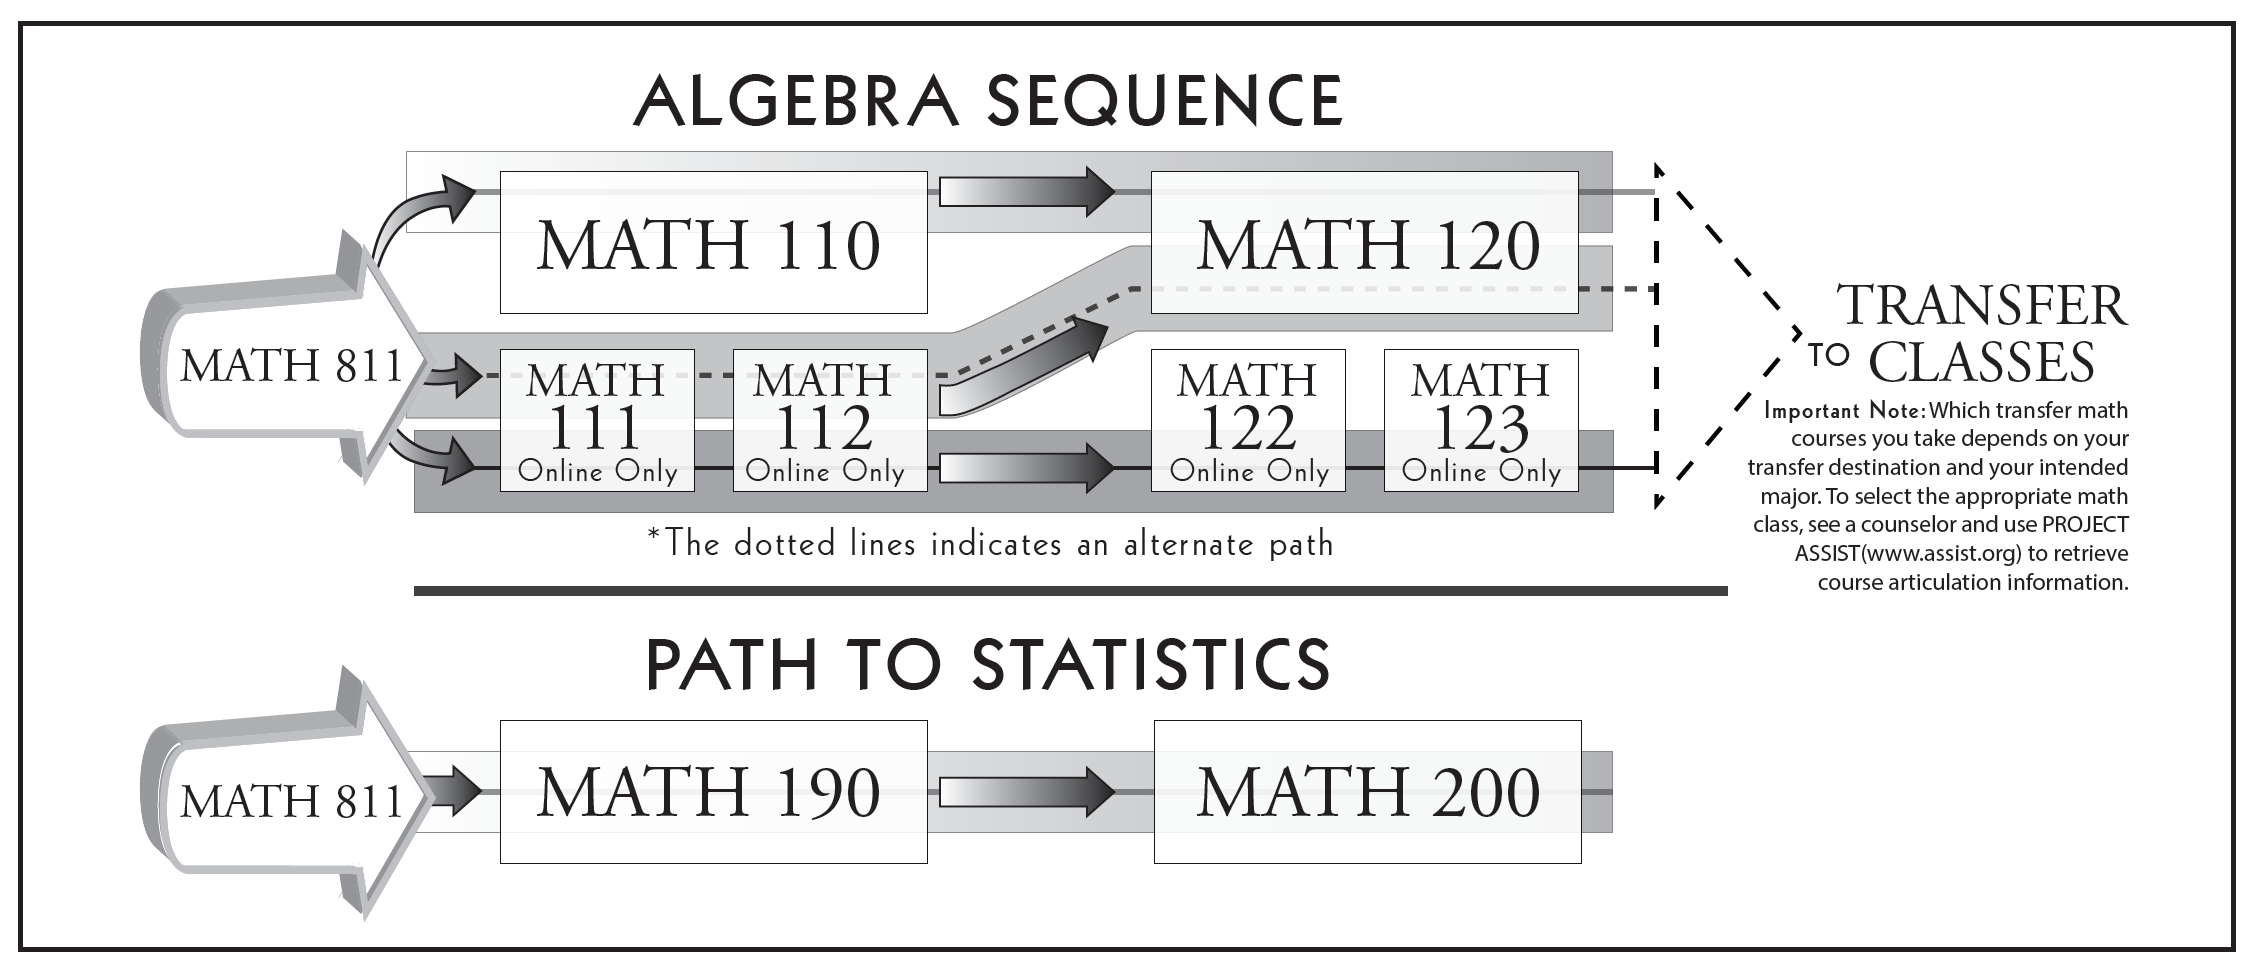 ALGEBRA SEQUENCE
MATH 811
MATH 110
MATH 120
MATH
111
Online Only
MATH
112
Online Only
MATH
122
Online Only
MATH
123
Online Only
*The dotted lines indicates an alternate path
TRANSFER
TO CLASSES
Important Note: Which transfer math
courses you take depends on your
transfer destination and your intended
major. To select the appropriate math
class, see a counselor and use PROJECT
ASSIST(www.assist.org) to retrieve
course articulation information.
PATH TO STATISTICS
MATH 811
MATH 190
MATH 200